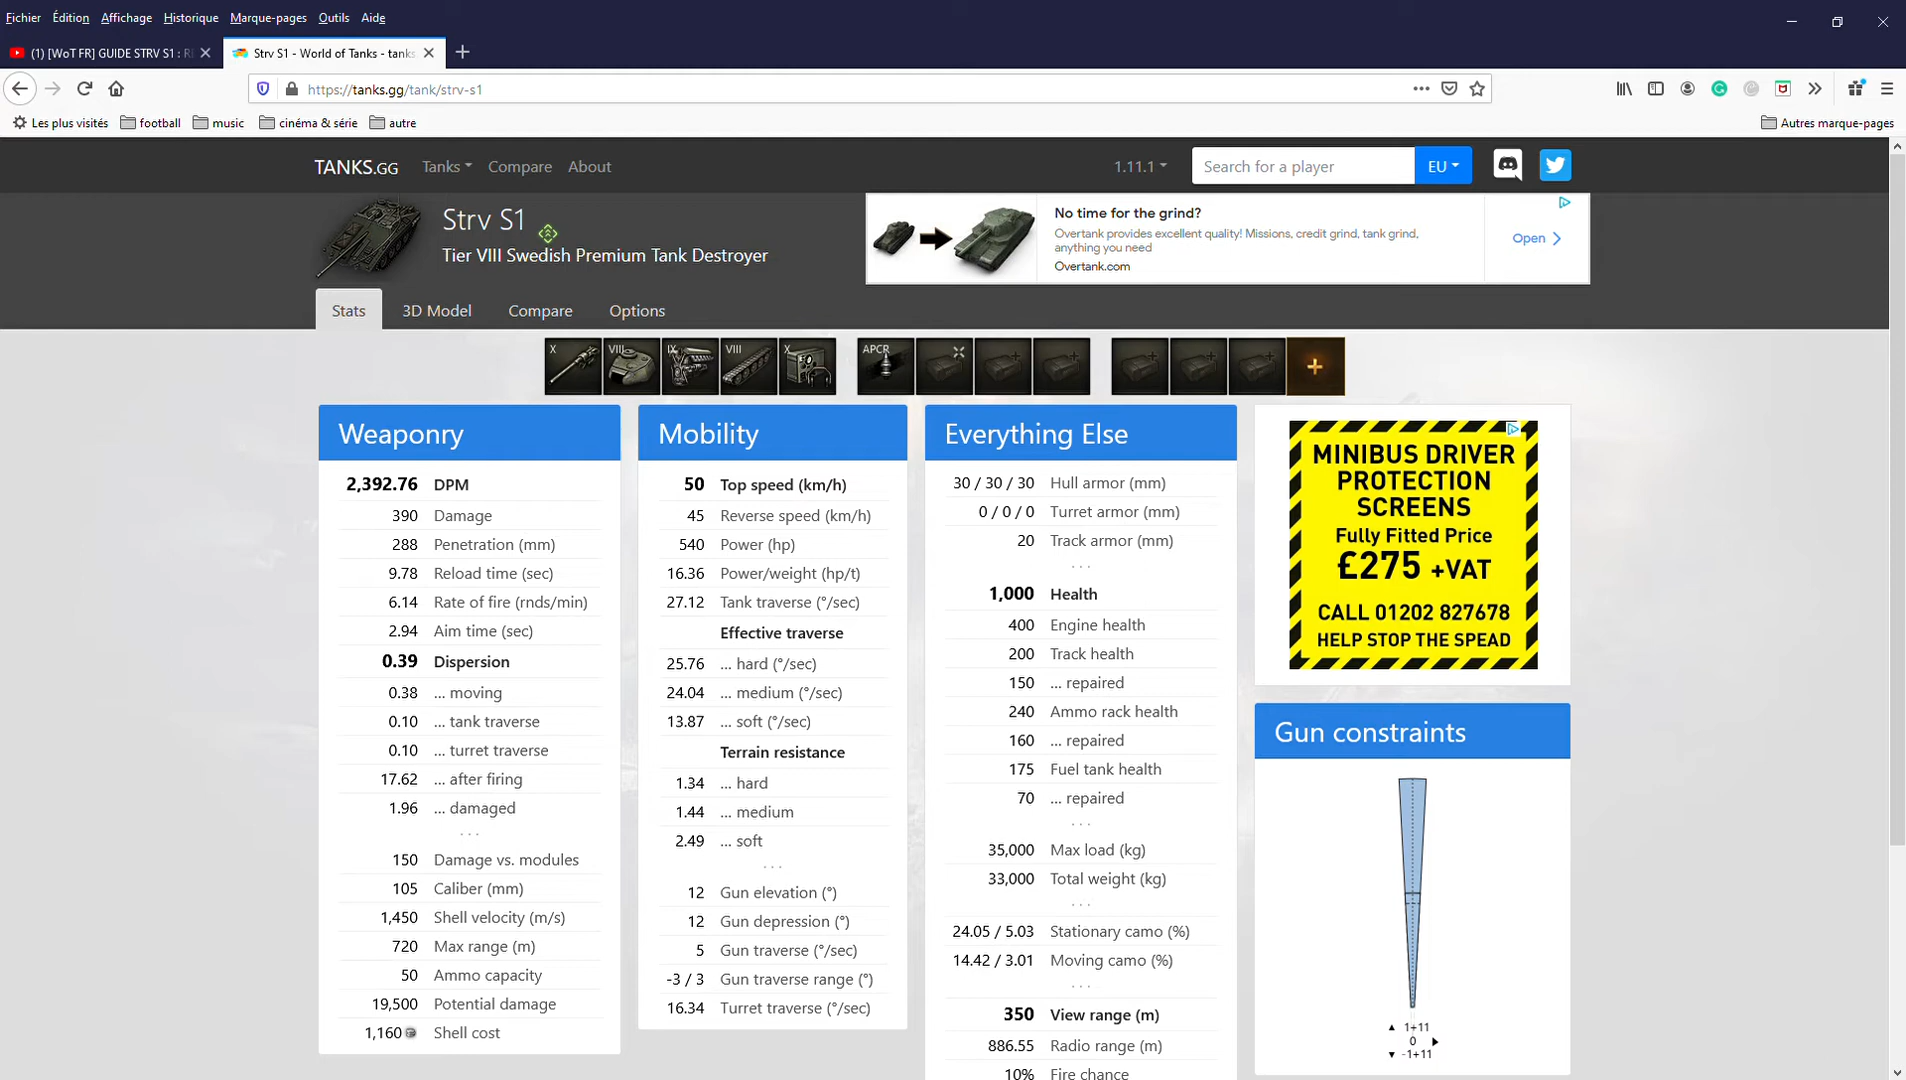 Fichier Édition Affichage Historique Marque-pages Outils Aide
(1) [WoT FR] GUIDE STRV S1 : R
Strv S1 - World of Tanks - tanks
https://tanks.gg/tank/strv-s1
Les plus visités football music cinéma & série autre Autres marque-pages
TANKS.GG Tanks Compare About 1.11.1 Search for a player EU
Strv S1
Tier VIII Swedish Premium Tank Destroyer
No time for the grind?
Overtank provides excellent quality! Missions, credit grind, tank grind,
anything you need
Overtank.com
Open
Stats 3D Model Compare Options
X VIII IX VIII X APCR
Weaponry
2,392.76 DPM
390 Damage
288 Penetration (mm)
9.78 Reload time (sec)
6.14 Rate of fire (rnds/min)
2.94 Aim time (sec)
0.39 Dispersion
0.38 ... moving
0.10 ... tank traverse
0.10 ... turret traverse
17.62 ... after firing
1.96 ... damaged
...
150 Damage vs. modules
105 Caliber (mm)
1,450 Shell velocity (m/s)
720 Max range (m)
50 Ammo capacity
19,500 Potential damage
1,160 Shell cost
Mobility
50 Top speed (km/h)
45 Reverse speed (km/h)
540 Power (hp)
16.36 Power/weight (hp/t)
27.12 Tank traverse (°/sec)
Effective traverse
25.76 ... hard (°/sec)
24.04 ... medium (°/sec)
13.87 ... soft (°/sec)
Terrain resistance
1.34 ... hard
1.44 ... medium
2.49 ... soft
...
12 Gun elevation (°)
12 Gun depression (°)
5 Gun traverse (°/sec)
-3 / 3 Gun traverse range (°)
16.34 Turret traverse (°/sec)
Everything Else
30 / 30 / 30 Hull armor (mm)
0 / 0 / 0 Turret armor (mm)
20 Track armor (mm)
...
1,000 Health
400 Engine health
200 Track health
150 ... repaired
240 Ammo rack health
160 ... repaired
175 Fuel tank health
70 ... repaired
...
35,000 Max load (kg)
33,000 Total weight (kg)
...
24.05 / 5.03 Stationary camo (%)
14.42 / 3.01 Moving camo (%)
...
350 View range (m)
886.55 Radio range (m)
10% Fire chance
MINIBUS DRIVER
PROTECTION
SCREENS
Fully Fitted Price
£275 +VAT
CALL 01202 827678
HELP STOP THE SPEAD
Gun constraints
▲ 1+11
0 ▶
▼ -1+11